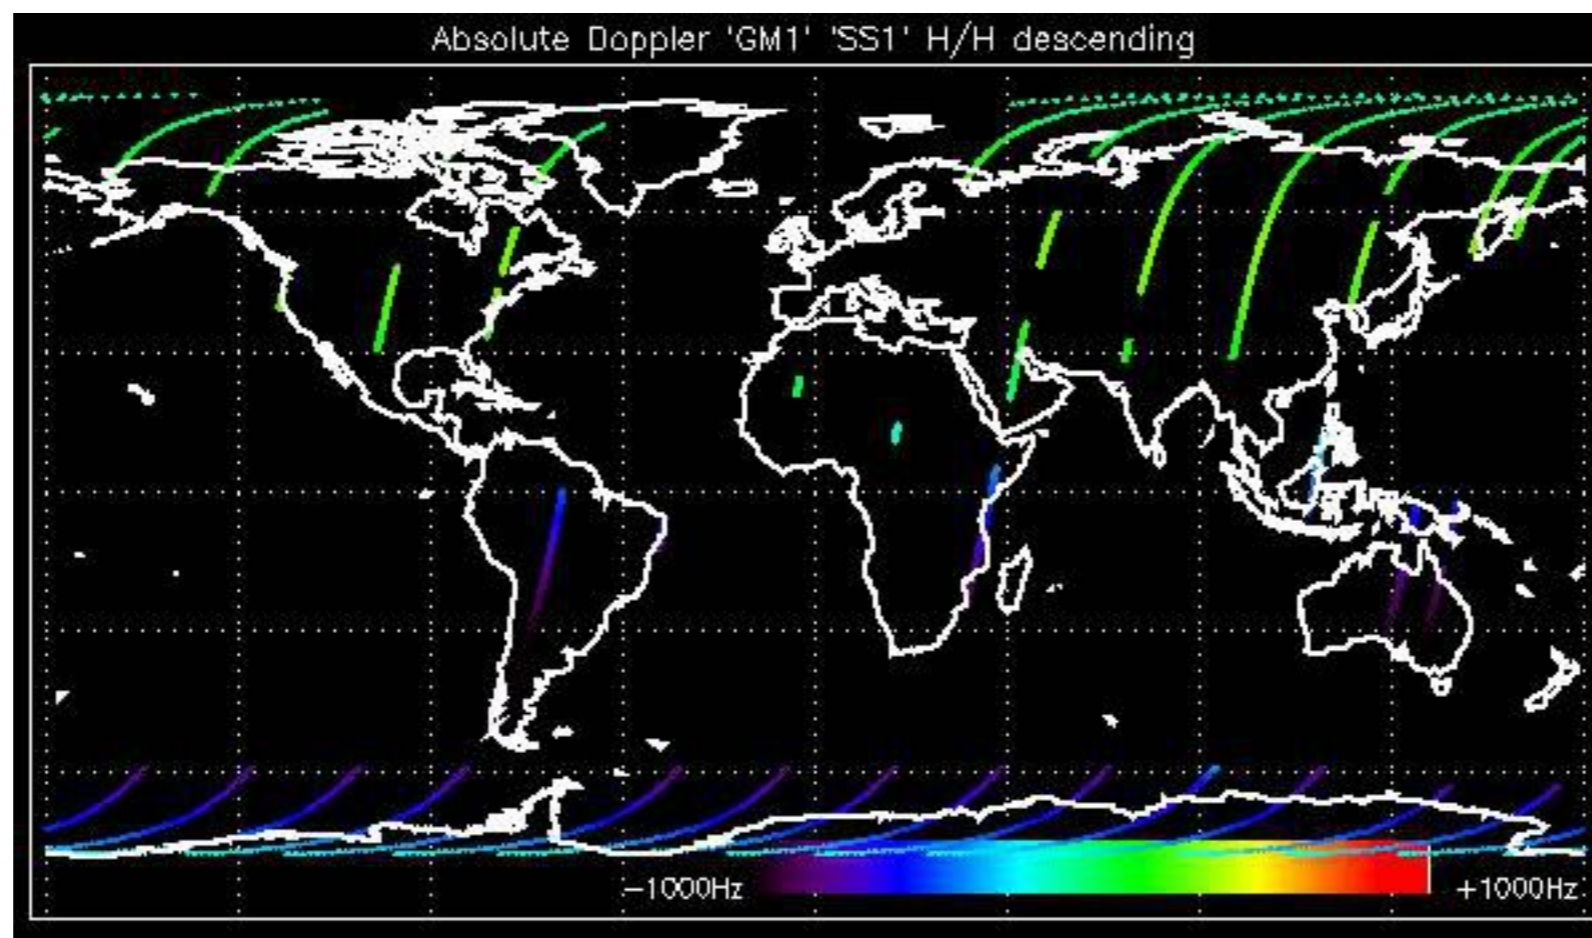 Absolute Doppler 'GM1' 'SS1' H/H descending
−1000Hz +1000Hz